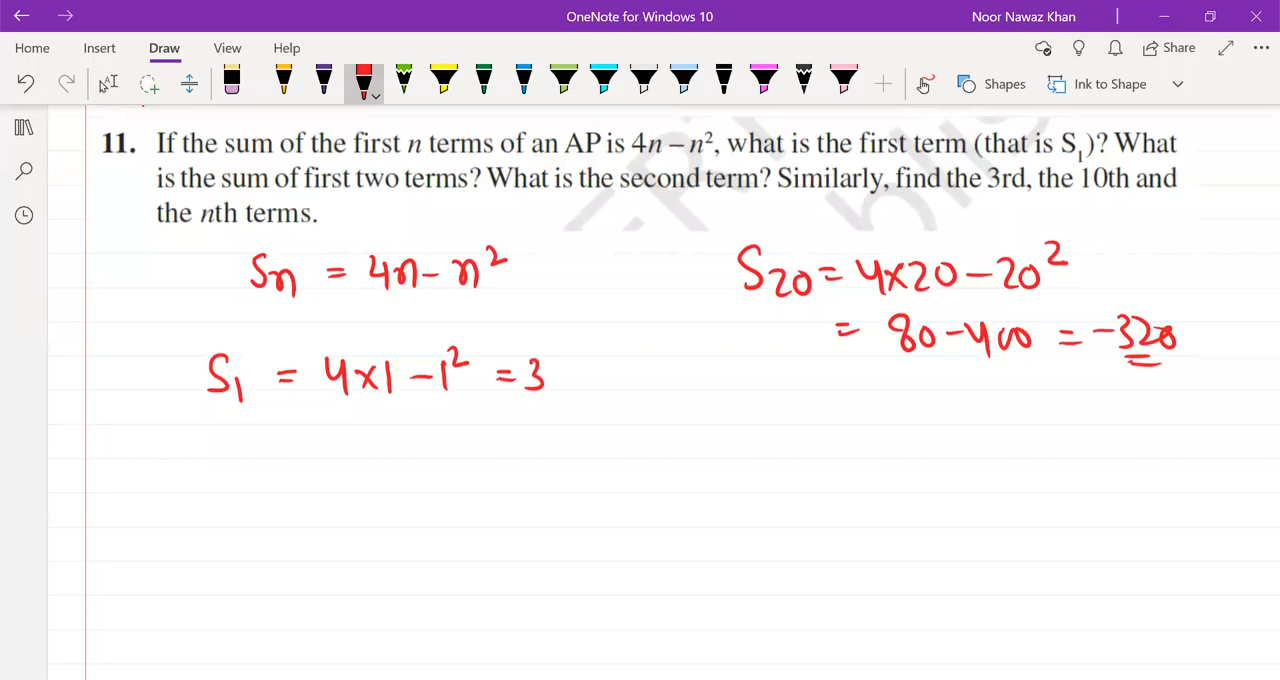 OneNote for Windows 10
Noor Nawaz Khan
Home Insert Draw View Help
Share
Shapes
Ink to Shape
11. If the sum of the first n terms of an AP is 4n – n², what is the first term (that is S₁)? What
is the sum of first two terms? What is the second term? Similarly, find the 3rd, the 10th and
the nth terms.
Sn = 4n - n²
S₁ = 4×1 - 1² = 3
S₂₀ = 4×20 - 20²
= 80 - 400 = -320